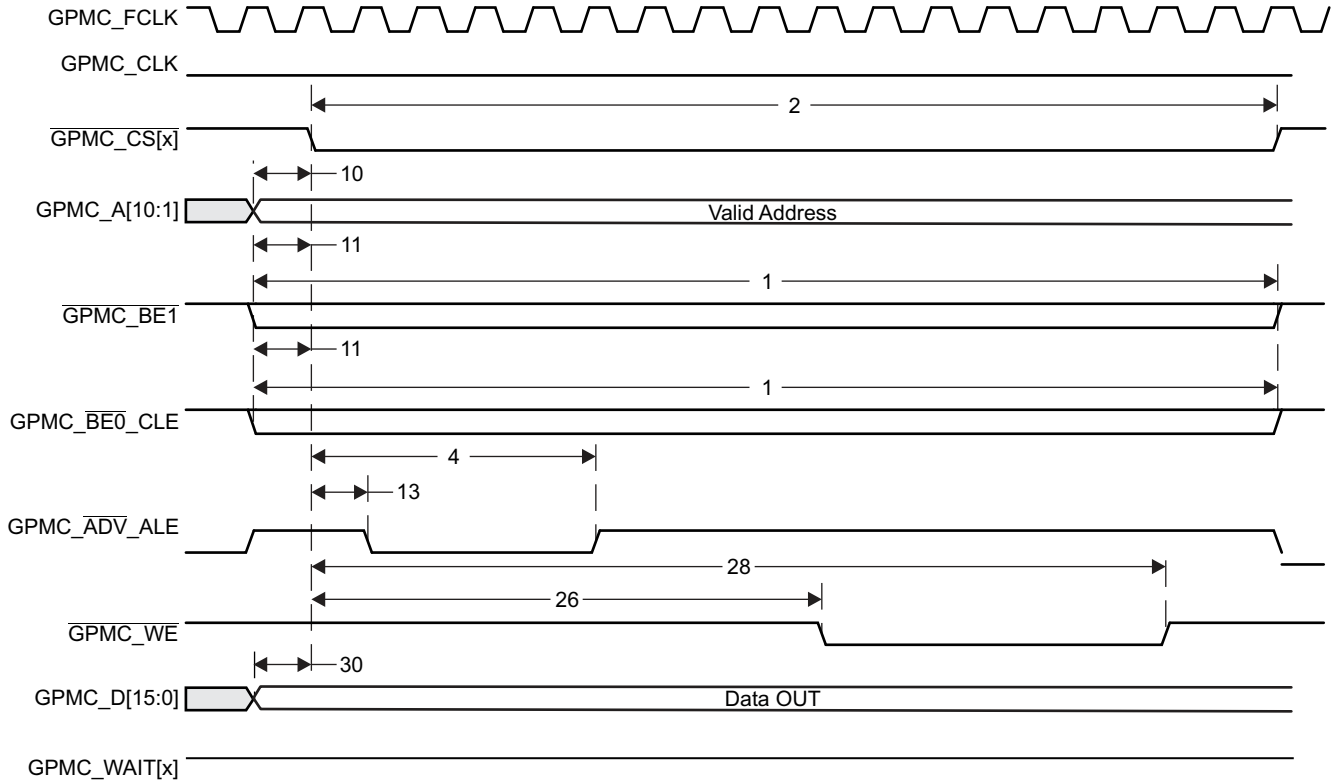 GPMC_FCLK
GPMC_CLK
2
GPMC_CS[x]
10
GPMC_A[10:1]
Valid Address
11
1
GPMC_BE1
11
1
GPMC_BE0_CLE
4
13
GPMC_ADV_ALE
28
26
GPMC_WE
30
GPMC_D[15:0]
Data OUT
GPMC_WAIT[x]